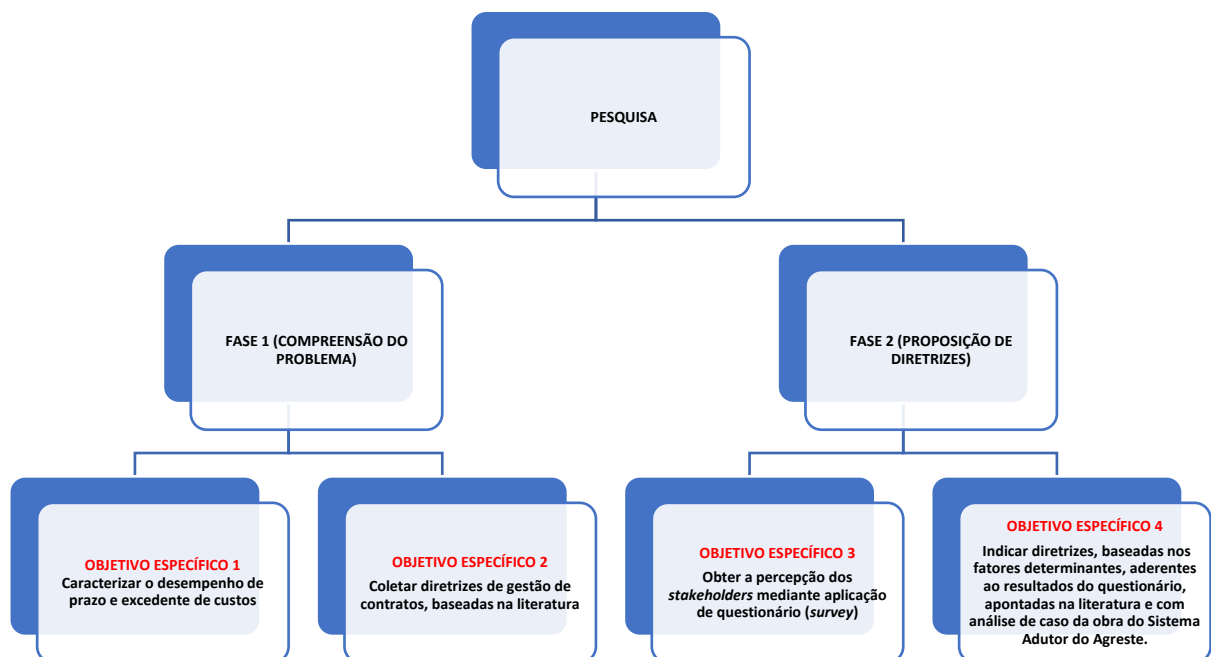 PESQUISA
FASE 1 (COMPREENSÃO DO
PROBLEMA)
FASE 2 (PROPOSIÇÃO DE
DIRETRIZES)
OBJETIVO ESPECÍFICO 1
Caracterizar o desempenho de
prazo e excedente de custos
OBJETIVO ESPECÍFICO 2
Coletar diretrizes de gestão de
contratos, baseadas na literatura
OBJETIVO ESPECÍFICO 3
Obter a percepção dos
stakeholders mediante aplicação
de questionário (survey)
OBJETIVO ESPECÍFICO 4
Indicar diretrizes, baseadas nos
fatores determinantes, aderentes
ao resultados do questionário,
apontadas na literatura e com
análise de caso da obra do Sistema
Adutor do Agreste.